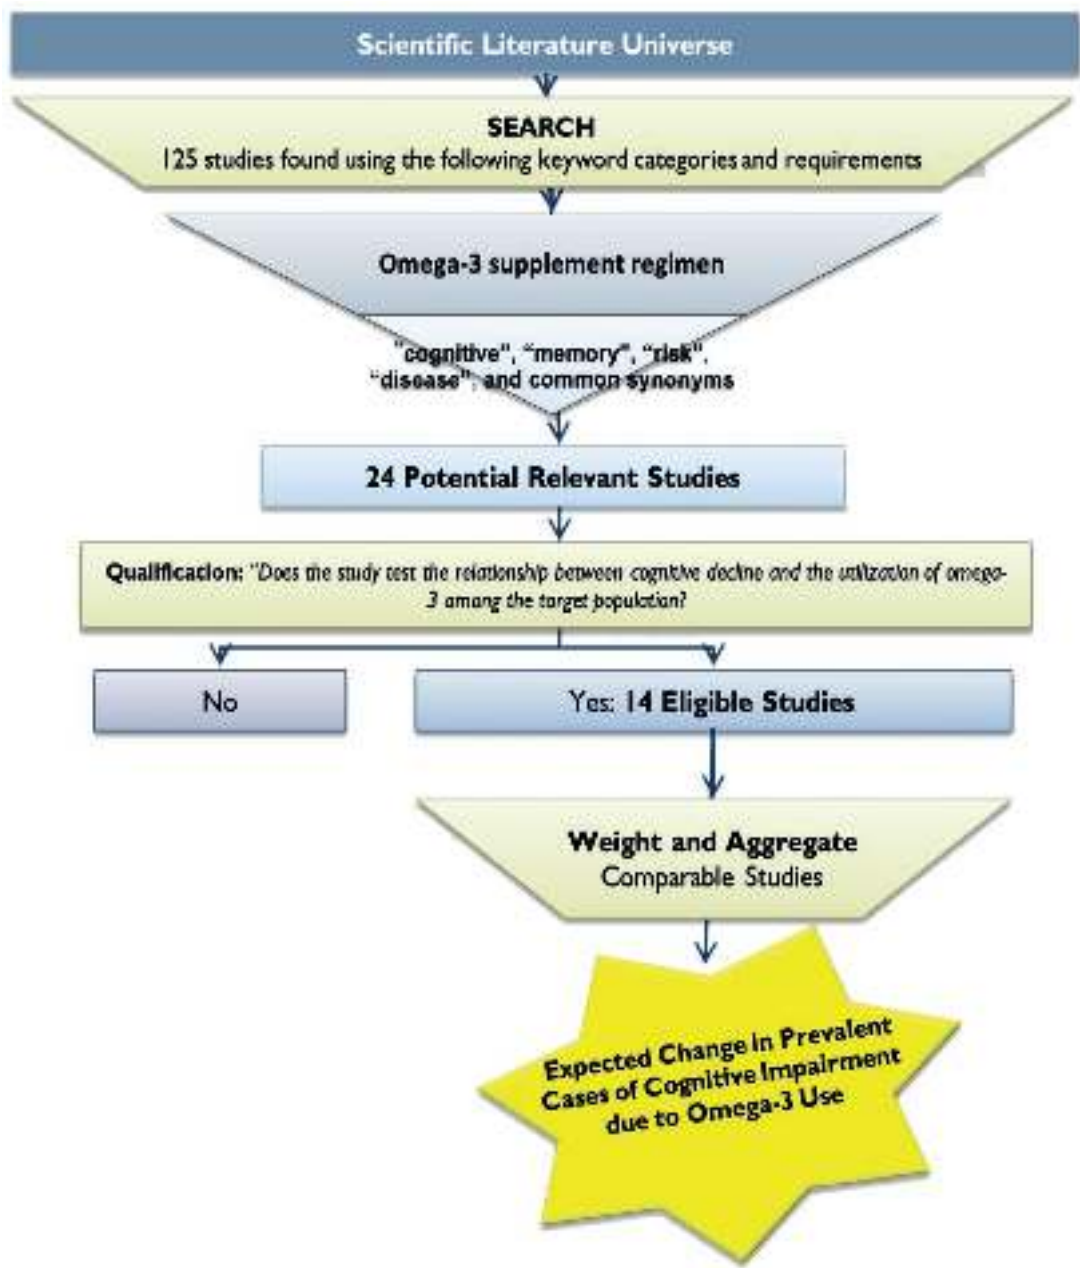 Scientific Literature Universe
SEARCH
125 studies found using the following keyword categories and requirements
Omega-3 supplement regimen
"cognitive", "memory", "risk",
"disease", and common synonyms
24 Potential Relevant Studies
Qualification: "Does the study test the relationship between cognitive decline and the utilization of omega-
3 among the target population?
No
Yes: 14 Eligible Studies
Weight and Aggregate
Comparable Studies
Expected Change in Prevalent
Cases of Cognitive Impairment
due to Omega-3 Use